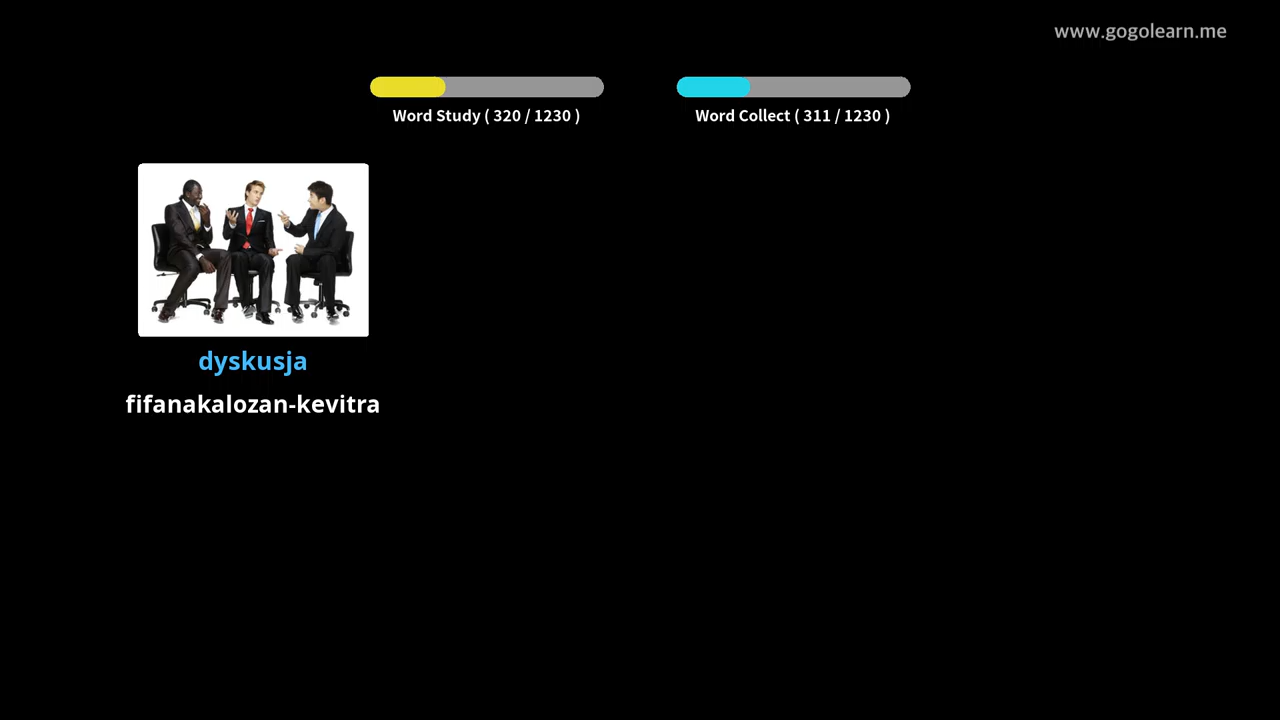 www.gogolearn.me
Word Study ( 320 / 1230 )
Word Collect ( 311 / 1230 )
dyskusja
fifanakalozan-kevitra